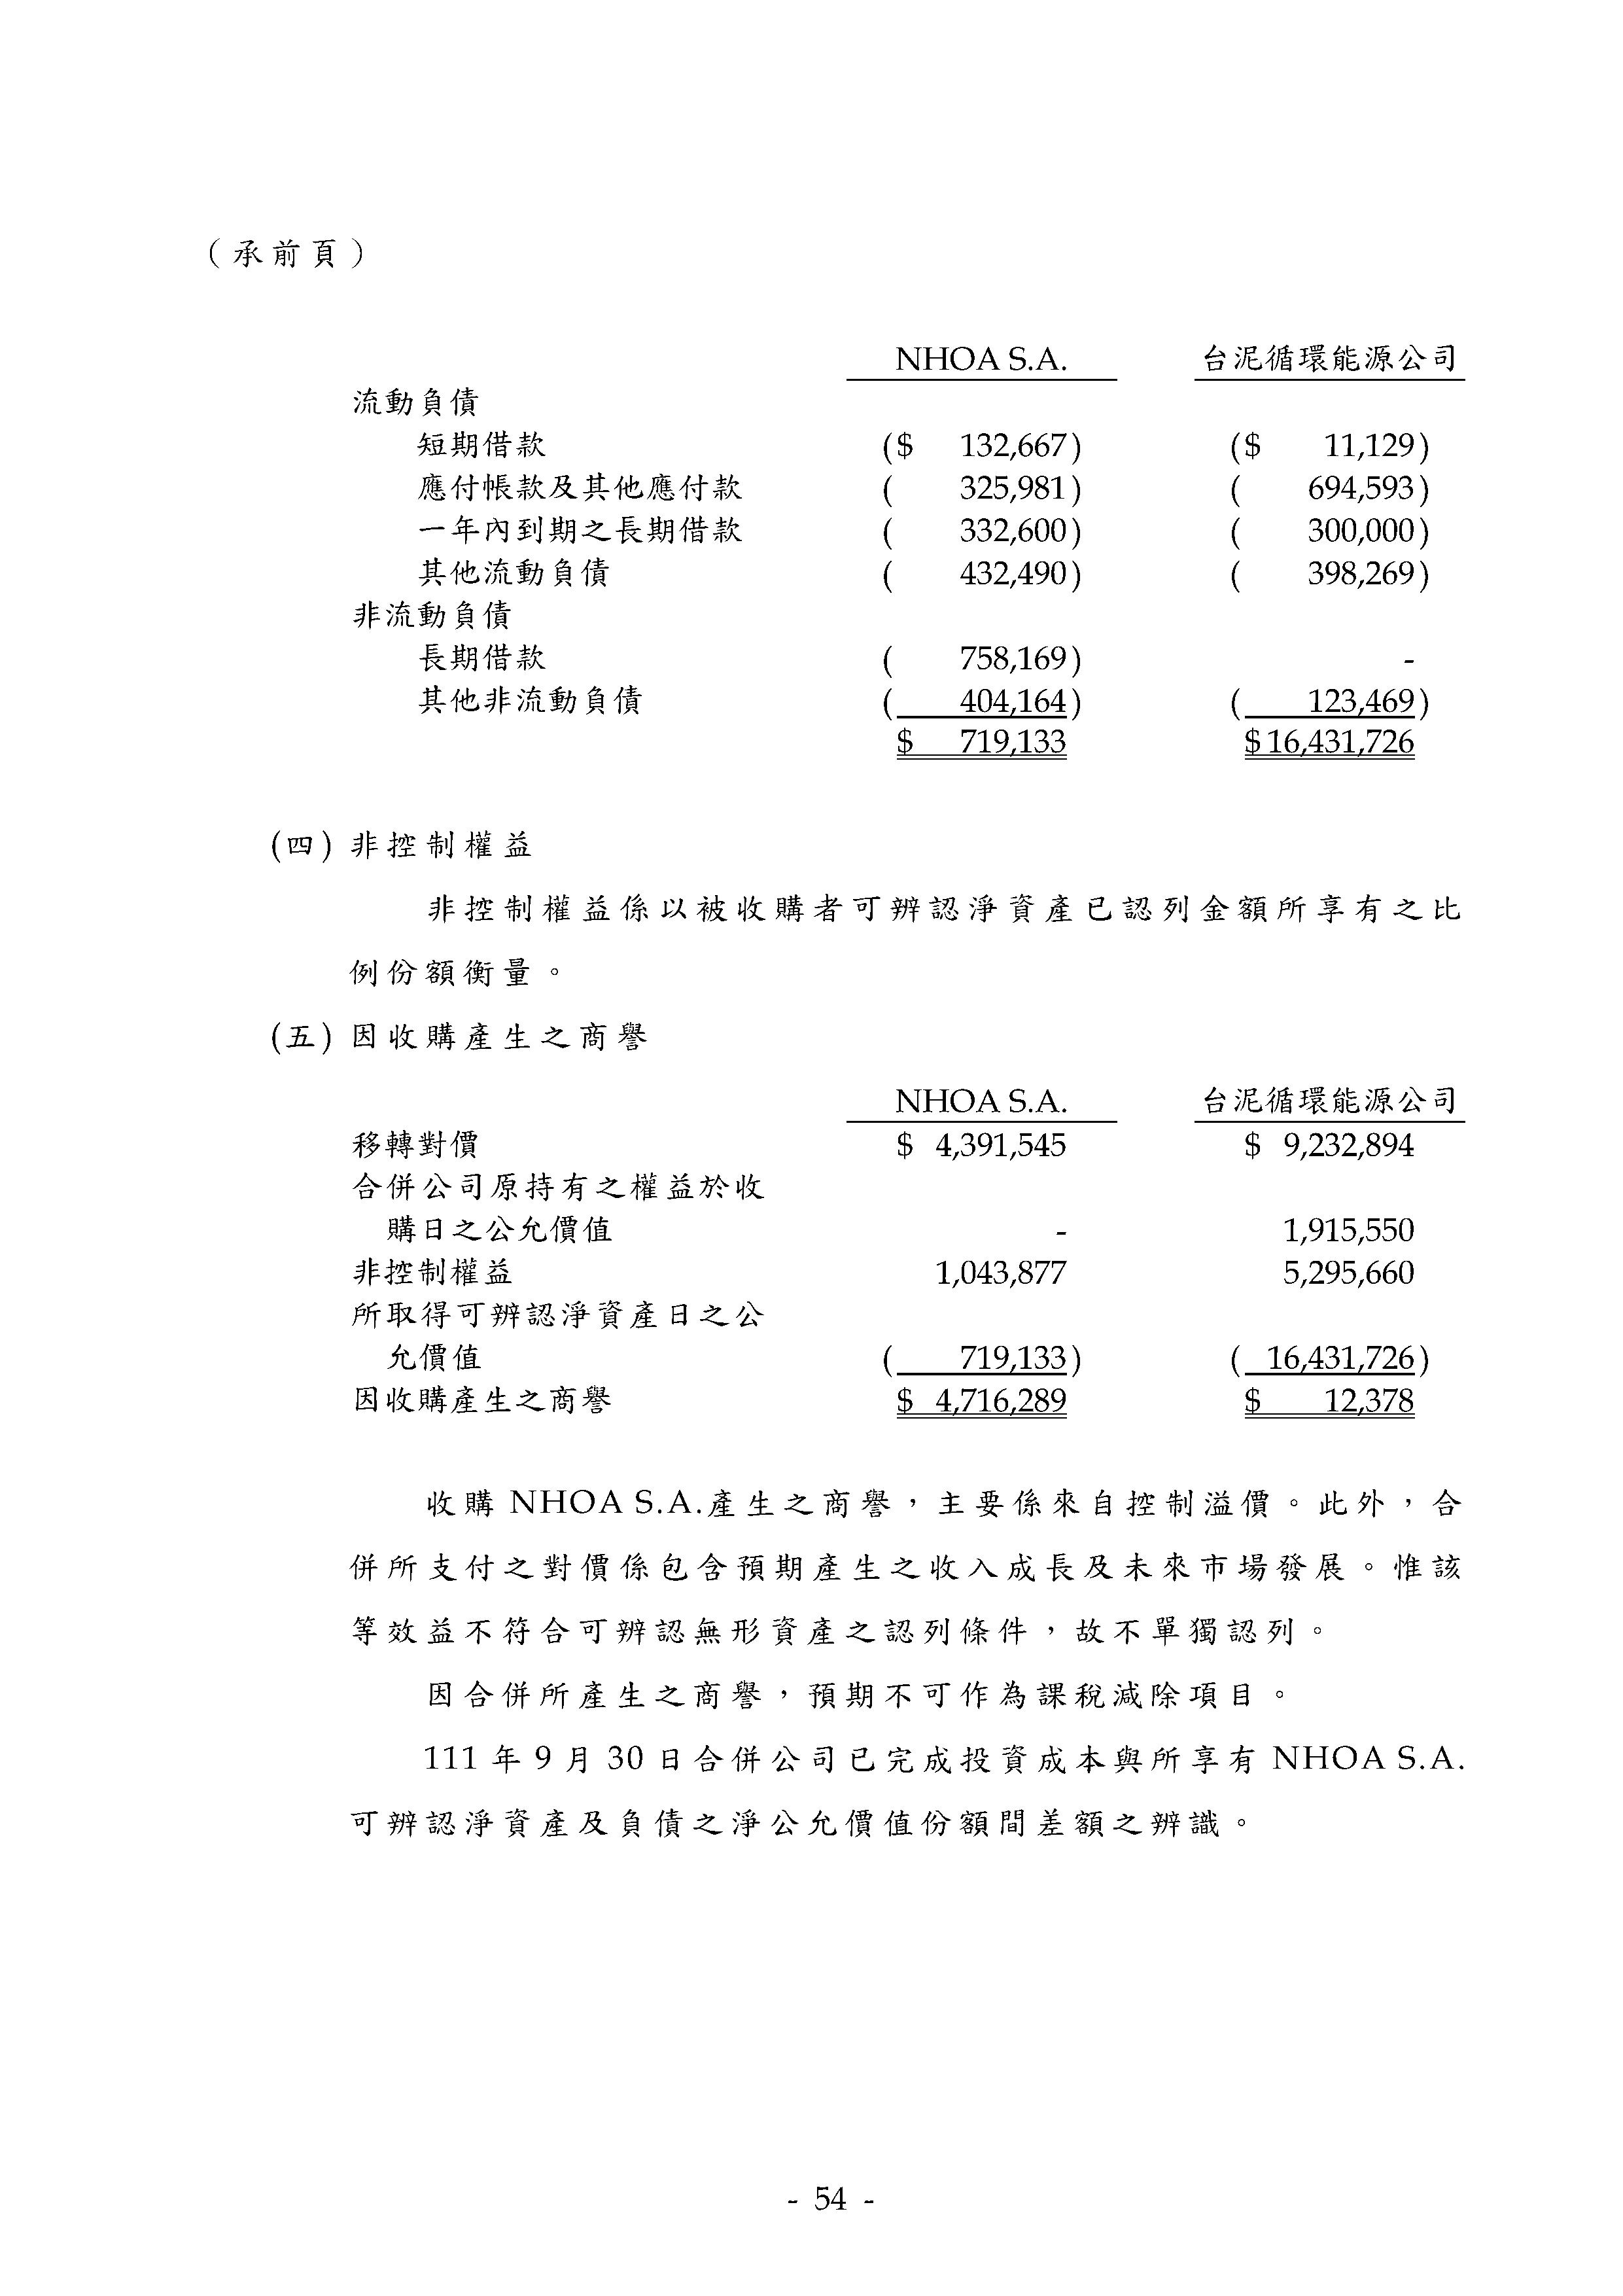 （承前頁）
NHOA S.A. 台泥循環能源公司
流動負債
短期借款 ($ 132,667) ($ 11,129)
應付帳款及其他應付款 ( 325,981) ( 694,593)
一年內到期之長期借款 ( 332,600) ( 300,000)
其他流動負債 ( 432,490) ( 398,269)
非流動負債
長期借款 ( 758,169) -
其他非流動負債 ( 404,164) ( 123,469)
$ 719,133 $ 16,431,726
(四) 非控制權益
非控制權益係以被收購者可辨認淨資產已認列金額所享有之比
例份額衡量。
(五) 因收購產生之商譽
NHOA S.A. 台泥循環能源公司
移轉對價 $ 4,391,545 $ 9,232,894
合併公司原持有之權益於收
購日之公允價值 - 1,915,550
非控制權益 1,043,877 5,295,660
所取得可辨認淨資產日之公
允價值 ( 719,133) ( 16,431,726)
因收購產生之商譽 $ 4,716,289 $ 12,378
收購 NHOA S.A.產生之商譽，主要係來自控制溢價。此外，合
併所支付之對價係包含預期產生之收入成長及未來市場發展。惟該
等效益不符合可辨認無形資產之認列條件，故不單獨認列。
因合併所產生之商譽，預期不可作為課稅減除項目。
111 年 9 月 30 日合併公司已完成投資成本與所享有 NHOA S.A.
可辨認淨資產及負債之淨公允價值份額間差額之辨識。
- 54 -